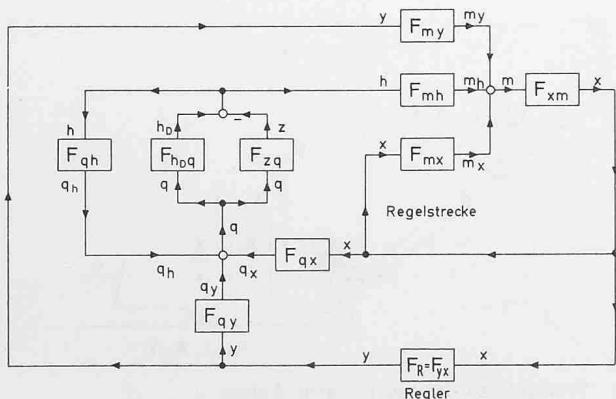 y F_my m_y
h F_mh m_h m F_xm x
h_D − z
h F_qh F_h_Dq F_zq x F_mx m_x
q_h q q
Regelstrecke
q
q_h q_x F_qx x
q_y
F_qy
y y F_R=F_yx x
Regler